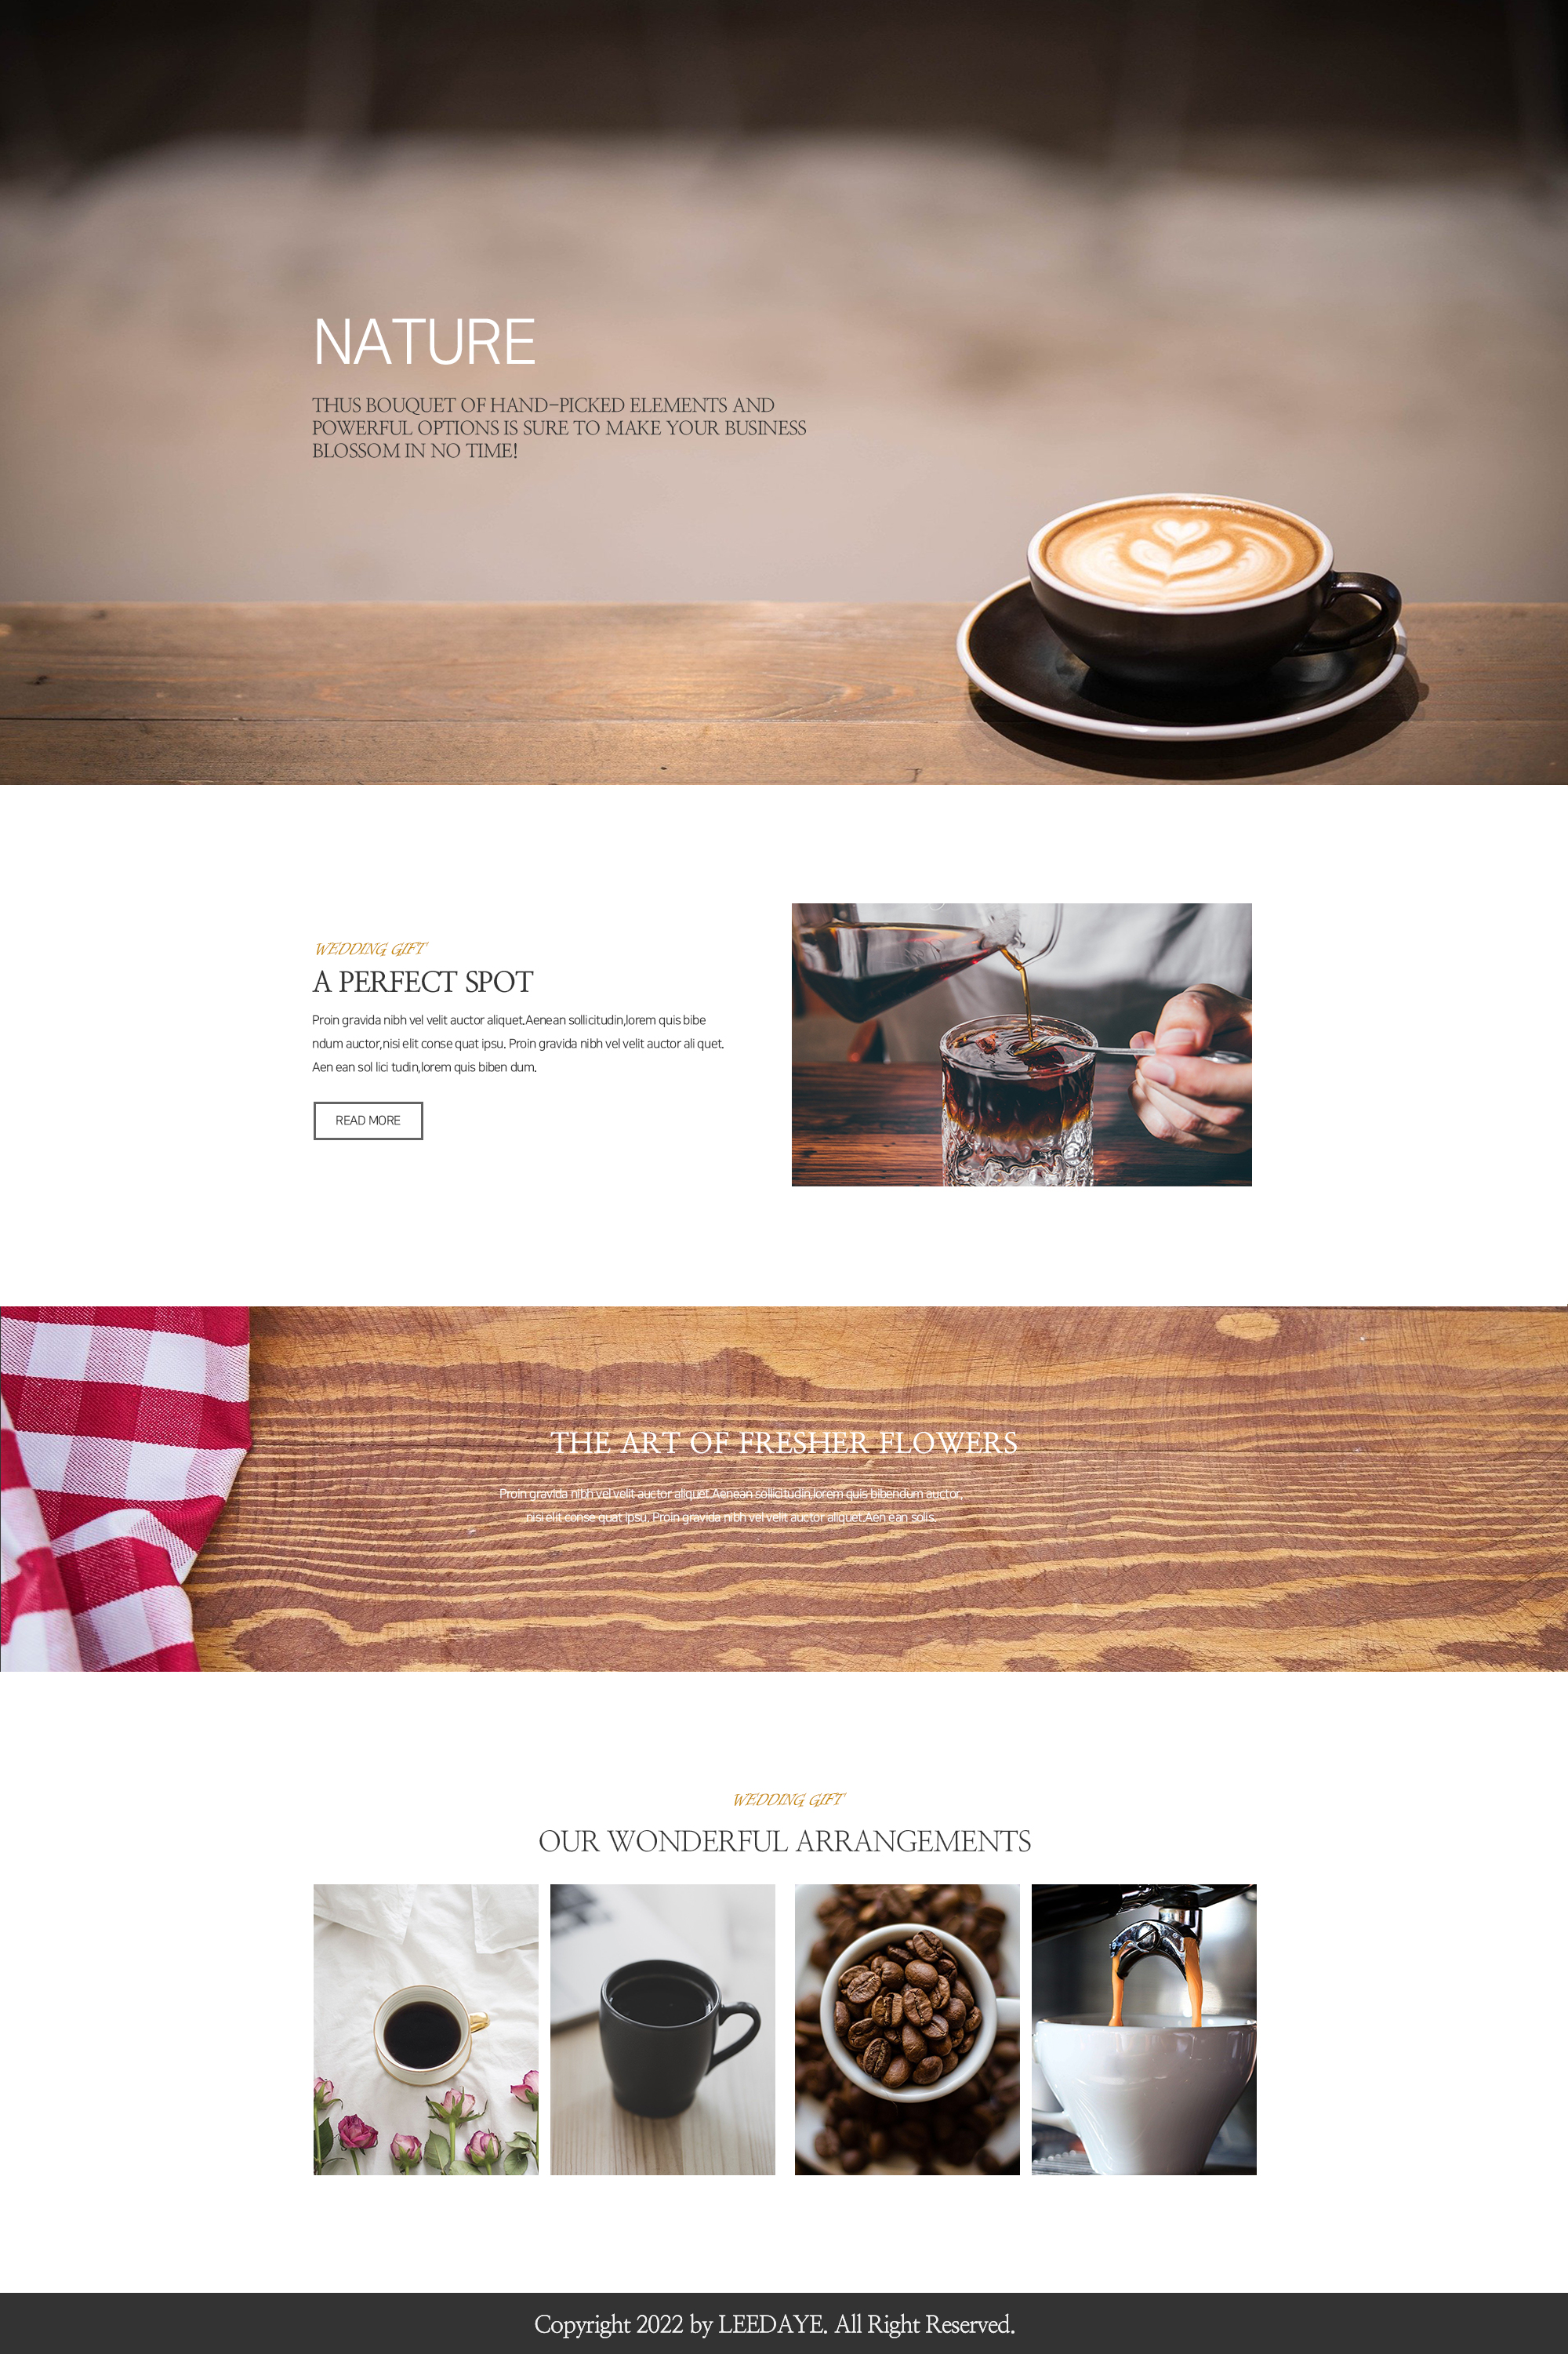 NATURE
THUS BOUQUET OF HAND-PICKED ELEMENTS AND
POWERFUL OPTIONS IS SURE TO MAKE YOUR BUSINESS
BLOSSOM IN NO TIME!
WEDDING GIFT
A PERFECT SPOT
Proin gravida nibh vel velit auctor aliquet,Aenean sollicitudin,lorem quis bibe
ndum auctor,nisi elit conse quat ipsu. Proin gravida nibh vel velit auctor ali quet.
Aen ean sol lici tudin,lorem quis biben dum.
READ MORE
THE ART OF FRESHER FLOWERS
Proin gravida nibh vel velit auctor aliquet.Aenean sollicitudin,lorem quis bibendum auctor,
nisi elit conse quat ipsu. Proin gravida nibh vel velit auctor aliquet.Aen ean solis.
WEDDING GIFT
OUR WONDERFUL ARRANGEMENTS
Copyright 2022 by LEEDAYE. All Right Reserved.